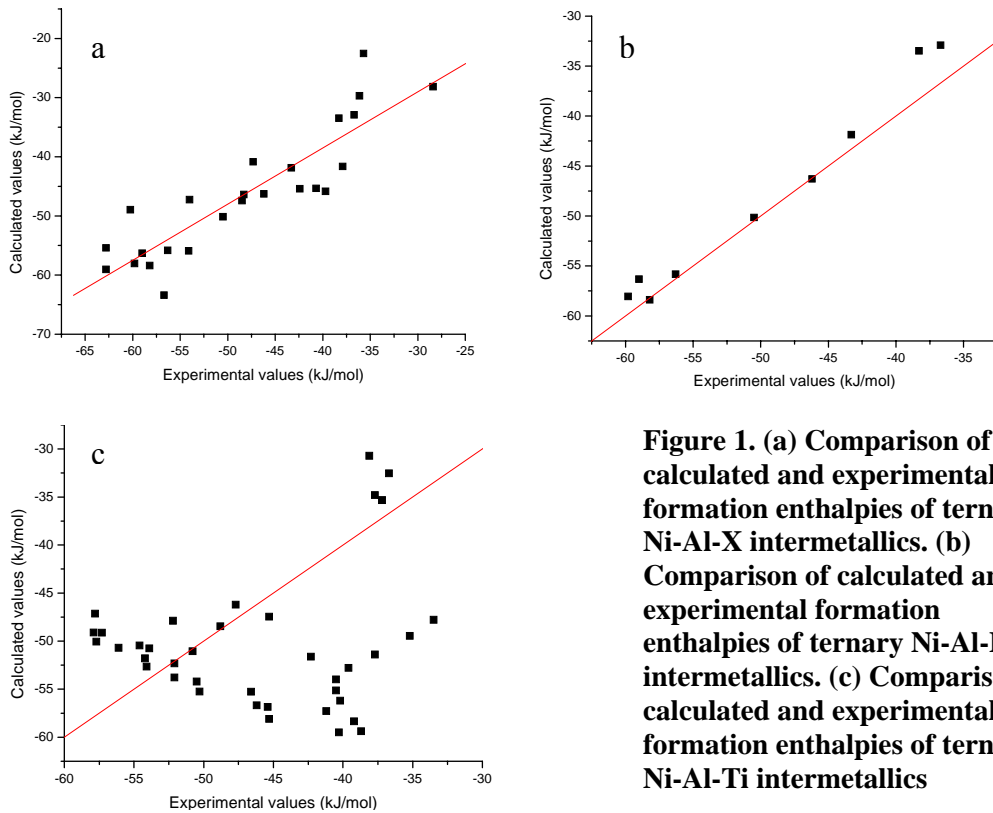 a
-20
-30
-40
-50
-60
-70
-65 -60 -55 -50 -45 -40 -35 -30 -25
Calculated values (kJ/mol)
Experimental values (kJ/mol)
b
-30
-35
-40
-45
-50
-55
-60
-60 -55 -50 -45 -40 -35
Calculated values (kJ/mol)
Experimental values (kJ/mol)
c
-30
-35
-40
-45
-50
-55
-60
-60 -55 -50 -45 -40 -35 -30
Calculated values (kJ/mol)
Experimental values (kJ/mol)
Figure 1. (a) Comparison of
calculated and experimental
formation enthalpies of tern
Ni-Al-X intermetallics. (b)
Comparison of calculated an
experimental formation
enthalpies of ternary Ni-Al-
intermetallics. (c) Comparis
calculated and experimental
formation enthalpies of tern
Ni-Al-Ti intermetallics